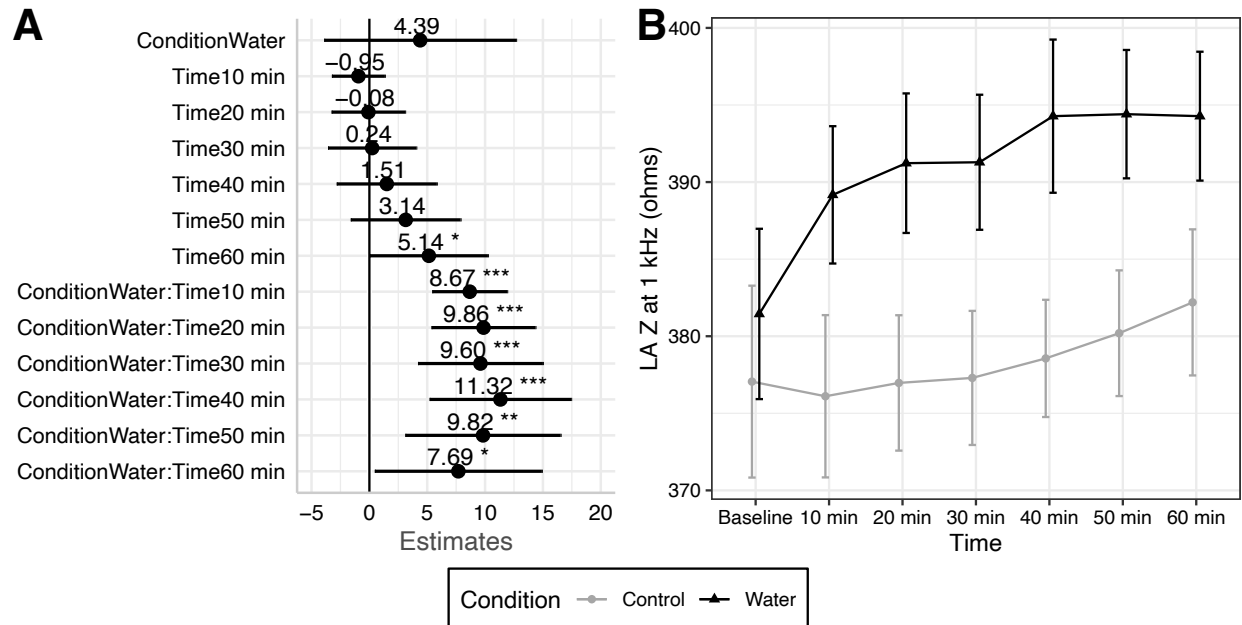 A
ConditionWater 4.39
Time10 min −0.95
Time20 min −0.08
Time30 min 0.24
Time40 min 1.51
Time50 min 3.14
Time60 min 5.14 *
ConditionWater:Time10 min 8.67 ***
ConditionWater:Time20 min 9.86 ***
ConditionWater:Time30 min 9.60 ***
ConditionWater:Time40 min 11.32 ***
ConditionWater:Time50 min 9.82 **
ConditionWater:Time60 min 7.69 *
−5 0 5 10 15 20
Estimates
B
LA Z at 1 kHz (ohms)
400
390
380
370
Baseline 10 min 20 min 30 min 40 min 50 min 60 min
Time
Condition Control Water